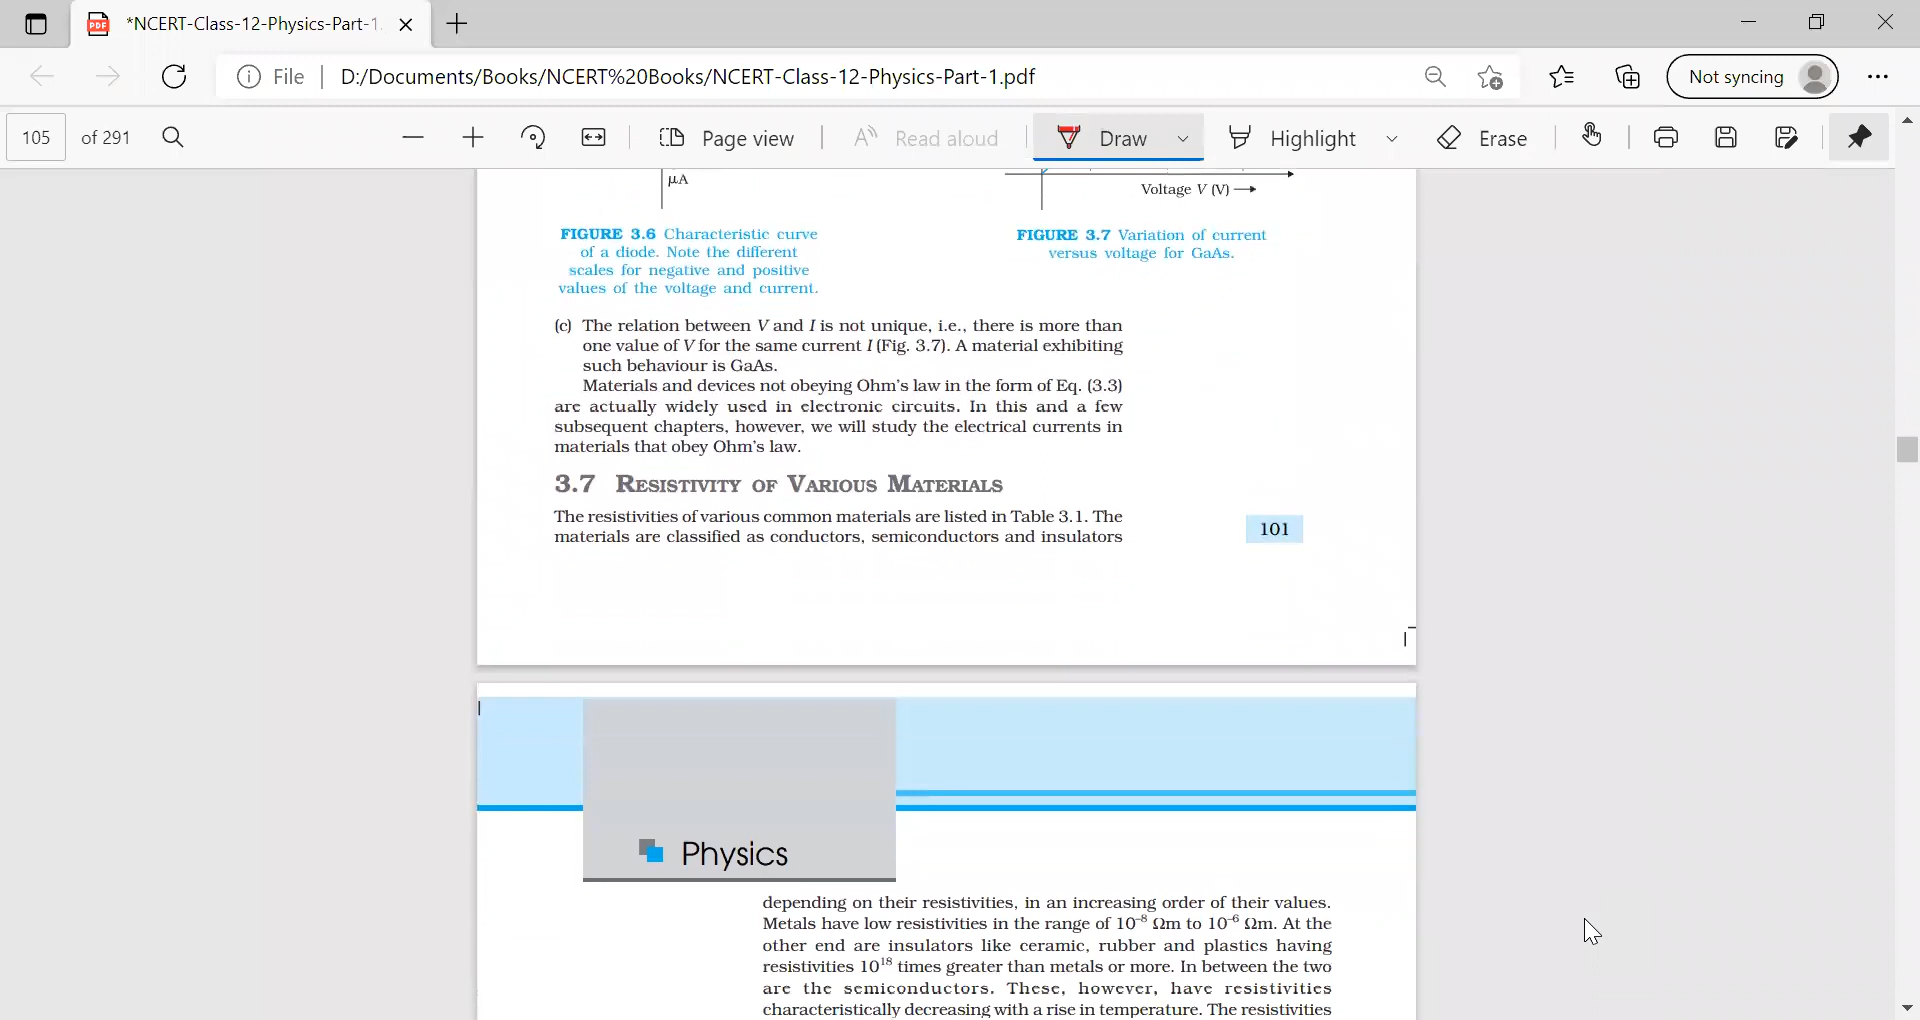 *NCERT-Class-12-Physics-Part-1.
File
D:/Documents/Books/NCERT%20Books/NCERT-Class-12-Physics-Part-1.pdf
Not syncing
105 of 291
Page view
Read aloud
Draw
Highlight
Erase
μA
Voltage V (V)
FIGURE 3.6 Characteristic curve
of a diode. Note the different
scales for negative and positive
values of the voltage and current.
FIGURE 3.7 Variation of current
versus voltage for GaAs.
(c) The relation between V and I is not unique, i.e., there is more than
one value of V for the same current I (Fig. 3.7). A material exhibiting
such behaviour is GaAs.
Materials and devices not obeying Ohm's law in the form of Eq. (3.3)
are actually widely used in electronic circuits. In this and a few
subsequent chapters, however, we will study the electrical currents in
materials that obey Ohm's law.
3.7 RESISTIVITY OF VARIOUS MATERIALS
The resistivities of various common materials are listed in Table 3.1. The
materials are classified as conductors, semiconductors and insulators
101
Physics
depending on their resistivities, in an increasing order of their values.
Metals have low resistivities in the range of 10⁻⁸ Ωm to 10⁻⁶ Ωm. At the
other end are insulators like ceramic, rubber and plastics having
resistivities 10¹⁸ times greater than metals or more. In between the two
are the semiconductors. These, however, have resistivities
characteristically decreasing with a rise in temperature. The resistivities